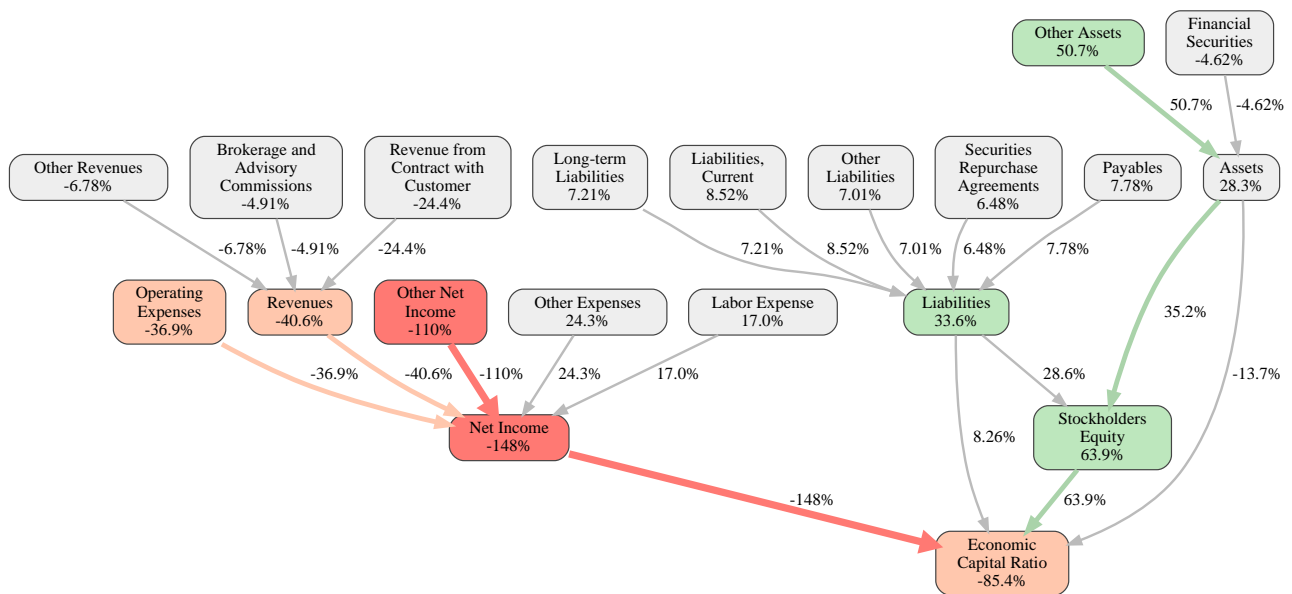 Other Assets
50.7%
Financial
Securities
-4.62%
50.7%
-4.62%
Other Revenues
-6.78%
Brokerage and
Advisory
Commissions
-4.91%
Revenue from
Contract with
Customer
-24.4%
Long-term
Liabilities
7.21%
Liabilities,
Current
8.52%
Other
Liabilities
7.01%
Securities
Repurchase
Agreements
6.48%
Payables
7.78%
Assets
28.3%
-6.78%
-4.91%
-24.4%
7.21%
8.52%
7.01%
6.48%
7.78%
Operating
Expenses
-36.9%
Revenues
-40.6%
Other Net
Income
-110%
Other Expenses
24.3%
Labor Expense
17.0%
Liabilities
33.6%
35.2%
-36.9%
-40.6%
-110%
24.3%
17.0%
28.6%
-13.7%
Net Income
-148%
8.26%
Stockholders
Equity
63.9%
-148%
63.9%
Economic
Capital Ratio
-85.4%